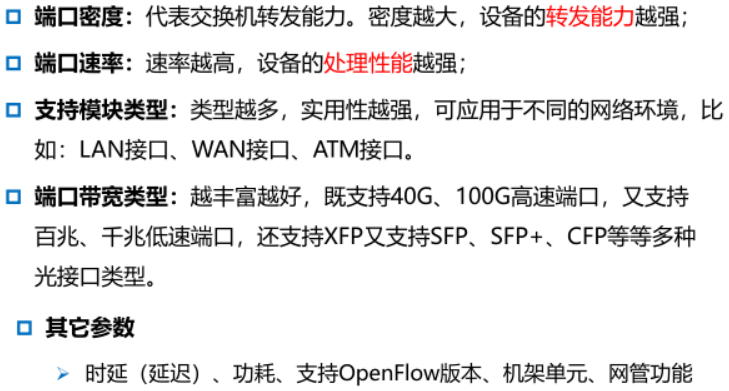 端口密度：代表交换机转发能力。密度越大，设备的转发能力越强；
端口速率：速率越高，设备的处理性能越强；
支持模块类型：类型越多，实用性越强，可应用于不同的网络环境，比
如：LAN接口、WAN接口、ATM接口。
端口带宽类型：越丰富越好，既支持40G、100G高速端口，又支持
百兆、千兆低速端口，还支持XFP又支持SFP、SFP+、CFP等等多种
光接口类型。
其它参数
时延（延迟）、功耗、支持OpenFlow版本、机架单元、网管功能